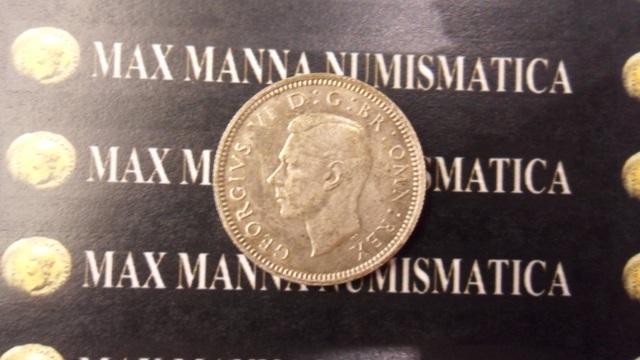 MAX MANNA NUMISMATICA
GEORGIVS VI D:G:BR:OMN:REX
MAX M SMATICA
MAX MANNA NUMISMATICA